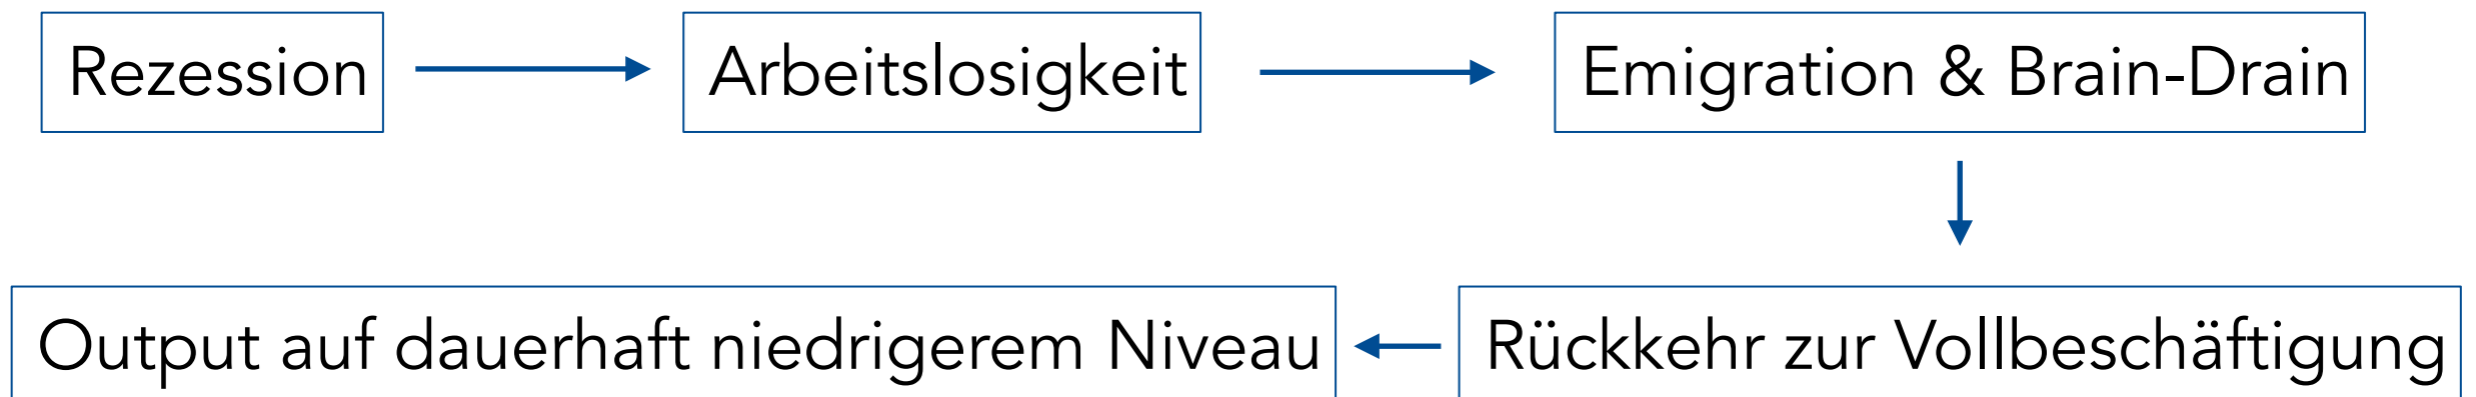 Rezession
Arbeitslosigkeit
Emigration & Brain-Drain
Output auf dauerhaft niedrigerem Niveau
Rückkehr zur Vollbeschäftigung